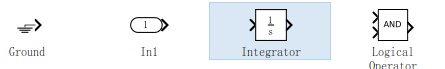 1
1
s
AND
Ground
In1
Integrator
Logical
Operator